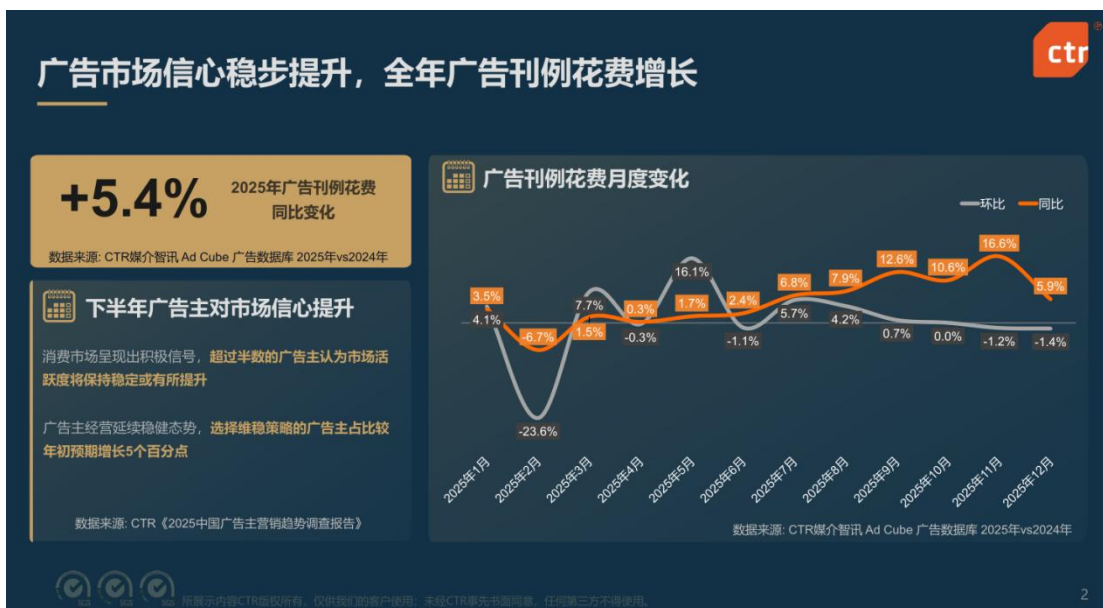 广告市场信心稳步提升，全年广告刊例花费增长
ctr
+5.4%
2025年广告刊例花费
同比变化
数据来源: CTR媒介智讯 Ad Cube 广告数据库 2025年vs2024年
下半年广告主对市场信心提升
消费市场呈现出积极信号，超过半数的广告主认为市场活
跃度将保持稳定或有所提升
广告主经营延续稳健态势，选择维稳策略的广告主占比较
年初预期增长5个百分点
数据来源: CTR《2025中国广告主营销趋势调查报告》
广告刊例花费月度变化
环比 同比
3.5% -6.7% 1.5% 0.3% 1.7% 2.4% 6.8% 7.9% 12.6% 10.6% 16.6% 5.9%
4.1% -23.6% 7.7% -0.3% 16.1% -1.1% 5.7% 4.2% 0.7% 0.0% -1.2% -1.4%
2025年1月 2025年2月 2025年3月 2025年4月 2025年5月 2025年6月 2025年7月 2025年8月 2025年9月 2025年10月 2025年11月 2025年12月
数据来源: CTR媒介智讯 Ad Cube 广告数据库 2025年vs2024年
SGS SGS SGS
所展示内容CTR版权所有，仅供我们的客户使用；未经CTR事先书面同意，任何第三方不得使用。
2